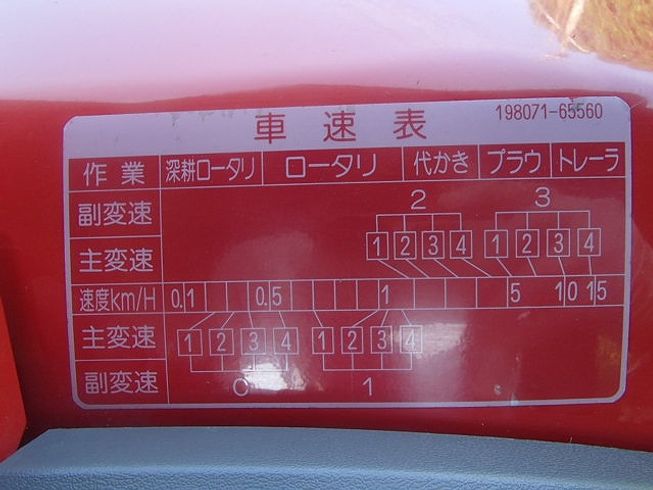 車速表 198071-65560
作業 深耕ロータリ ロータリ 代かき プラウ トレーラ
副変速 2 3
主変速 1 2 3 4 1 2 3 4
速度km/H 0.1 0.5 1 5 10 15
主変速 1 2 3 4 1 2 3 4
副変速 0 1